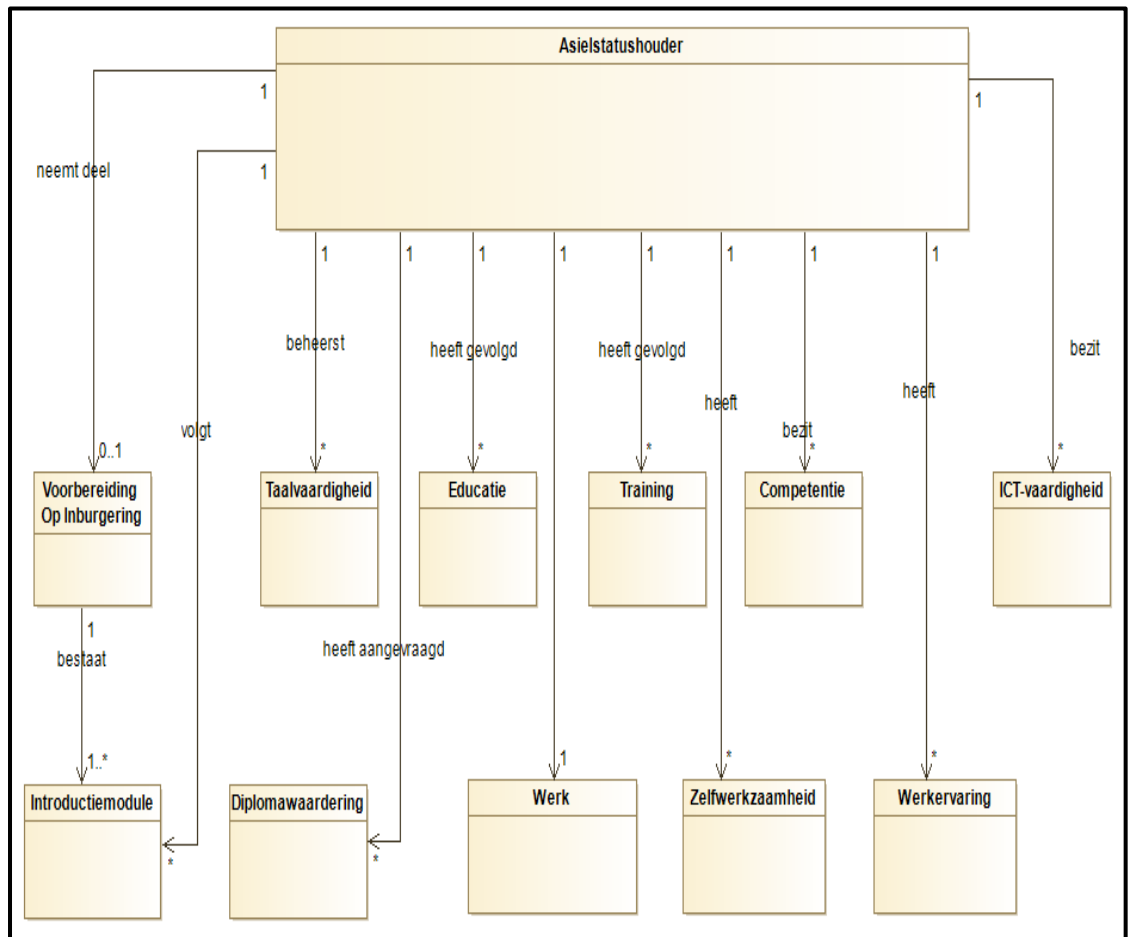 Asielstatushouder
1
1
1
neemt deel
1
1
1
1
1
1
1
1
beheerst
heeft gevolgd
heeft gevolgd
bezit
heeft
heeft
volgt
bezit
0..1
*
*
*
*
*
Voorbereiding
Op Inburgering
Taalvaardigheid
Educatie
Training
Competentie
ICT-vaardigheid
1
bestaat
heeft aangevraagd
1..*
1
*
*
Introductiemodule
Diplomawaardering
Werk
Zelfwerkzaamheid
Werkervaring
*
*